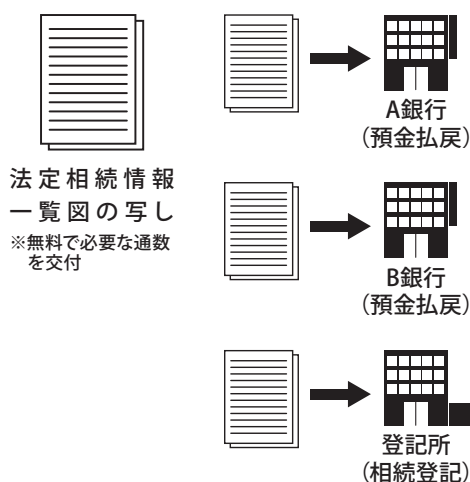 法定相続情報
一覧図の写し
※無料で必要な通数
を交付
A銀行
(預金払戻)
B銀行
(預金払戻)
登記所
(相続登記)